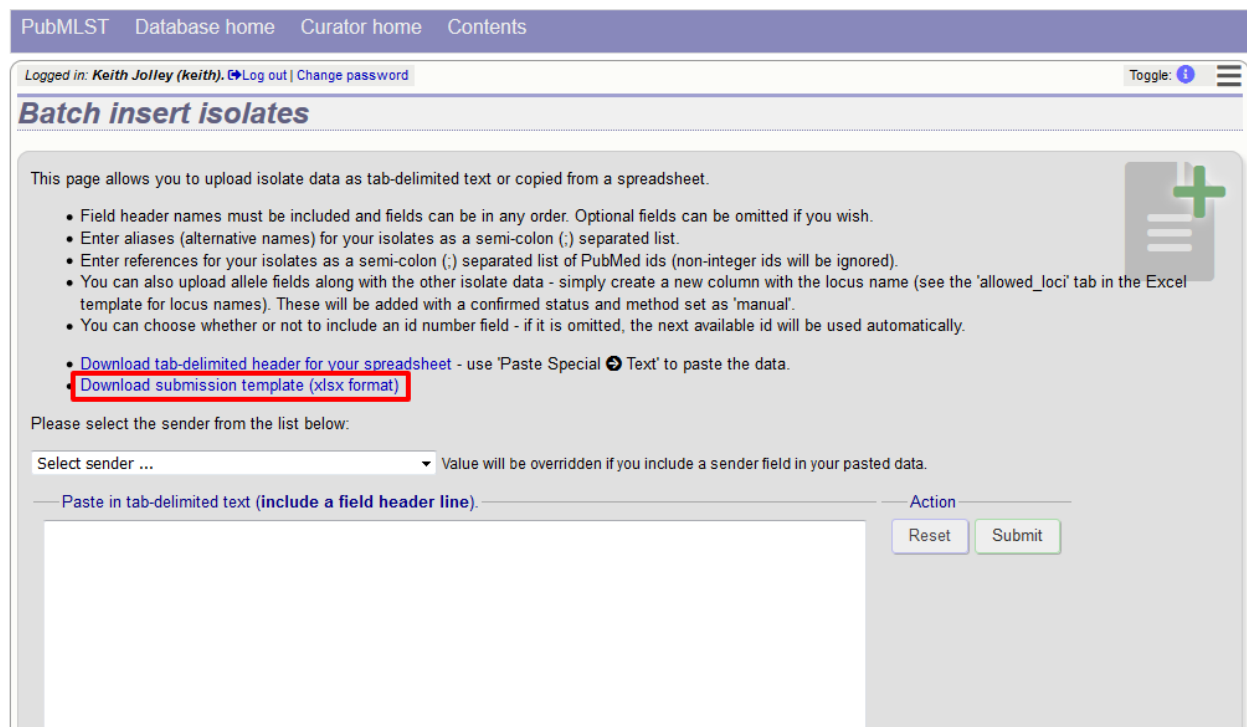 PubMLST Database home Curator home Contents
Logged in: Keith Jolley (keith). Log out | Change password
Toggle:
Batch insert isolates
This page allows you to upload isolate data as tab-delimited text or copied from a spreadsheet.
• Field header names must be included and fields can be in any order. Optional fields can be omitted if you wish.
• Enter aliases (alternative names) for your isolates as a semi-colon (;) separated list.
• Enter references for your isolates as a semi-colon (;) separated list of PubMed ids (non-integer ids will be ignored).
• You can also upload allele fields along with the other isolate data - simply create a new column with the locus name (see the 'allowed_loci' tab in the Excel
template for locus names). These will be added with a confirmed status and method set as 'manual'.
• You can choose whether or not to include an id number field - if it is omitted, the next available id will be used automatically.
• Download tab-delimited header for your spreadsheet - use 'Paste Special ➔ Text' to paste the data.
• Download submission template (xlsx format)
Please select the sender from the list below:
Select sender ... Value will be overridden if you include a sender field in your pasted data.
Paste in tab-delimited text (include a field header line).
Action
Reset Submit